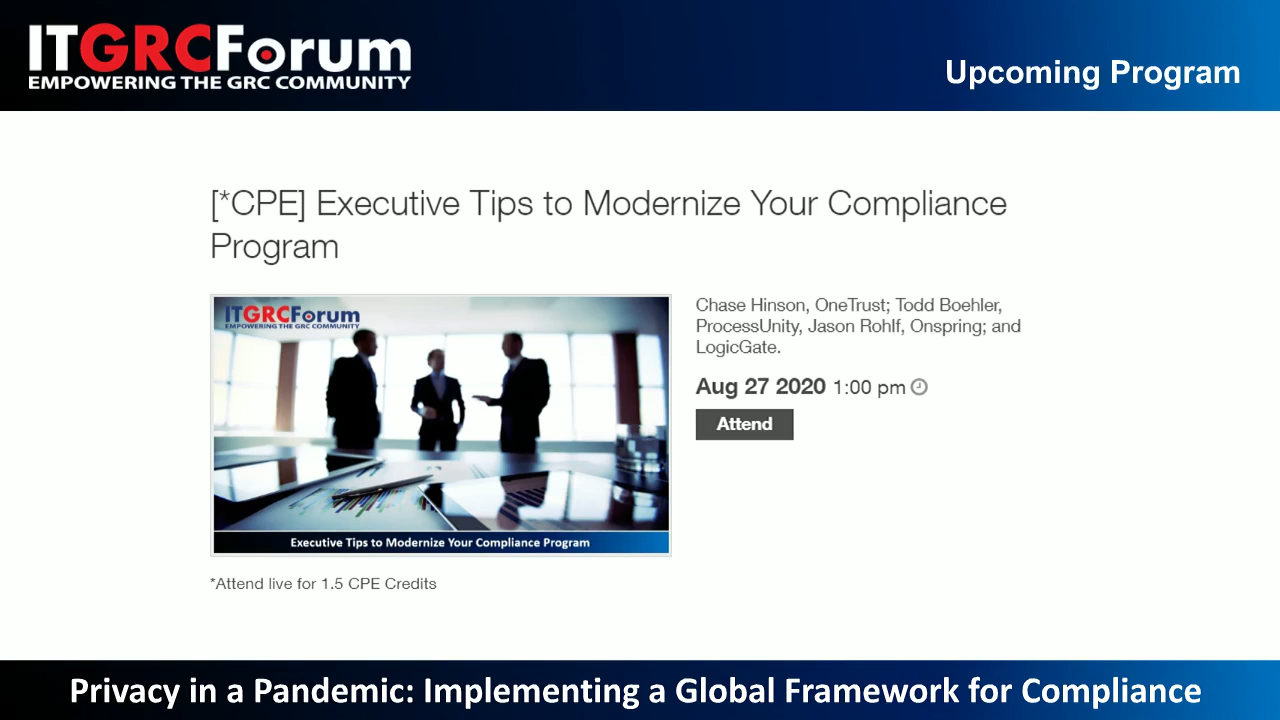 ITGRCForum
EMPOWERING THE GRC COMMUNITY
Upcoming Program
[*CPE] Executive Tips to Modernize Your Compliance
Program
ITGRCForum
EMPOWERING THE GRC COMMUNITY
Executive Tips to Modernize Your Compliance Program
Chase Hinson, OneTrust; Todd Boehler,
ProcessUnity, Jason Rohlf, Onspring; and
LogicGate.
Aug 27 2020 1:00 pm
Attend
*Attend live for 1.5 CPE Credits
Privacy in a Pandemic: Implementing a Global Framework for Compliance